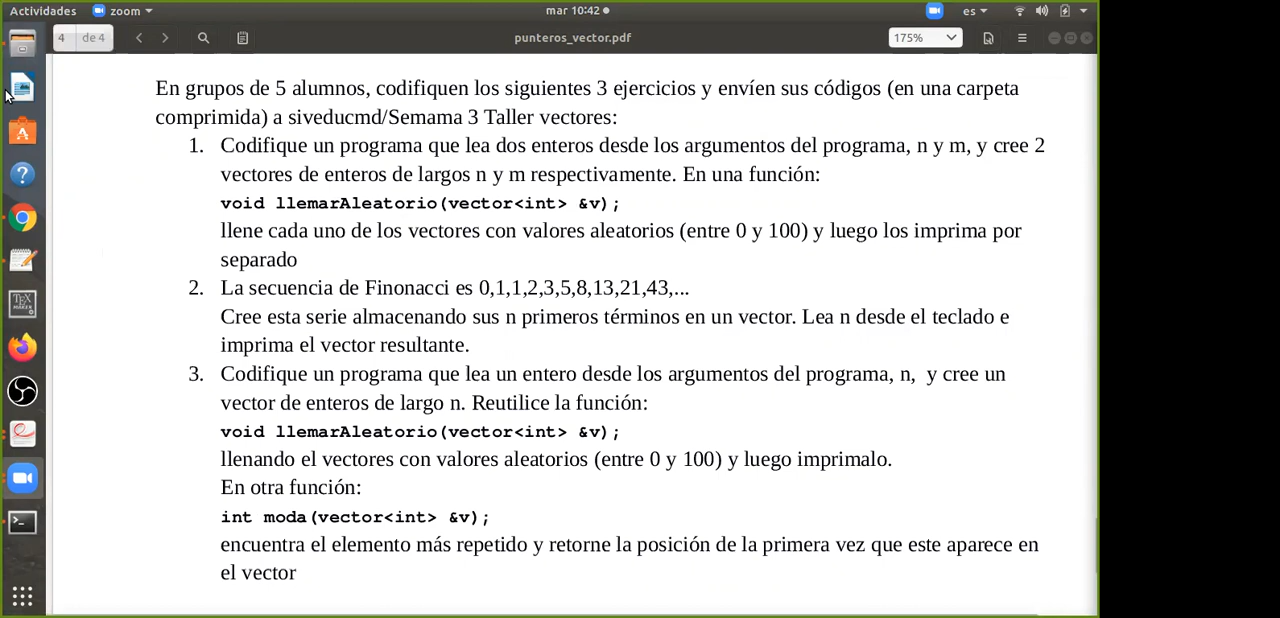 Actividades zoom mar 10:42 es
4 de 4 punteros_vector.pdf 175%
En grupos de 5 alumnos, codifiquen los siguientes 3 ejercicios y envíen sus códigos (en una carpeta
comprimida) a siveducmd/Semama 3 Taller vectores:
1. Codifique un programa que lea dos enteros desde los argumentos del programa, n y m, y cree 2
vectores de enteros de largos n y m respectivamente. En una función:
void llemarAleatorio(vector<int> &v);
llene cada uno de los vectores con valores aleatorios (entre 0 y 100) y luego los imprima por
separado
2. La secuencia de Finonacci es 0,1,1,2,3,5,8,13,21,43,...
Cree esta serie almacenando sus n primeros términos en un vector. Lea n desde el teclado e
imprima el vector resultante.
3. Codifique un programa que lea un entero desde los argumentos del programa, n, y cree un
vector de enteros de largo n. Reutilice la función:
void llemarAleatorio(vector<int> &v);
llenando el vectores con valores aleatorios (entre 0 y 100) y luego imprimalo.
En otra función:
int moda(vector<int> &v);
encuentra el elemento más repetido y retorne la posición de la primera vez que este aparece en
el vector